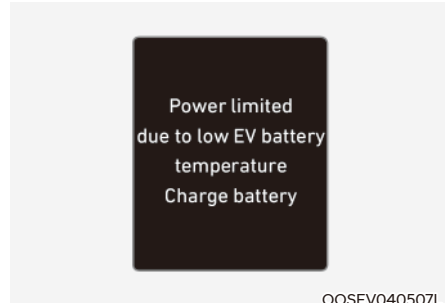 Power limited
due to low EV battery
temperature
Charge battery
OOSEV040507L